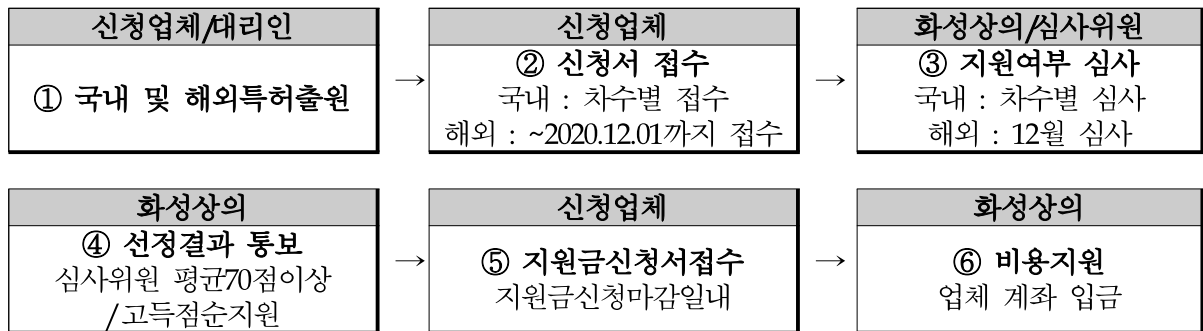 신청업체/대리인
① 국내 및 해외특허출원
→
신청업체
② 신청서 접수
국내 : 차수별 접수
해외 : ~2020.12.01까지 접수
→
화성상의/심사위원
③ 지원여부 심사
국내 : 차수별 심사
해외 : 12월 심사
화성상의
④ 선정결과 통보
심사위원 평균70점이상
/고득점순지원
→
신청업체
⑤ 지원금신청서접수
지원금신청마감일내
→
화성상의
⑥ 비용지원
업체 계좌 입금